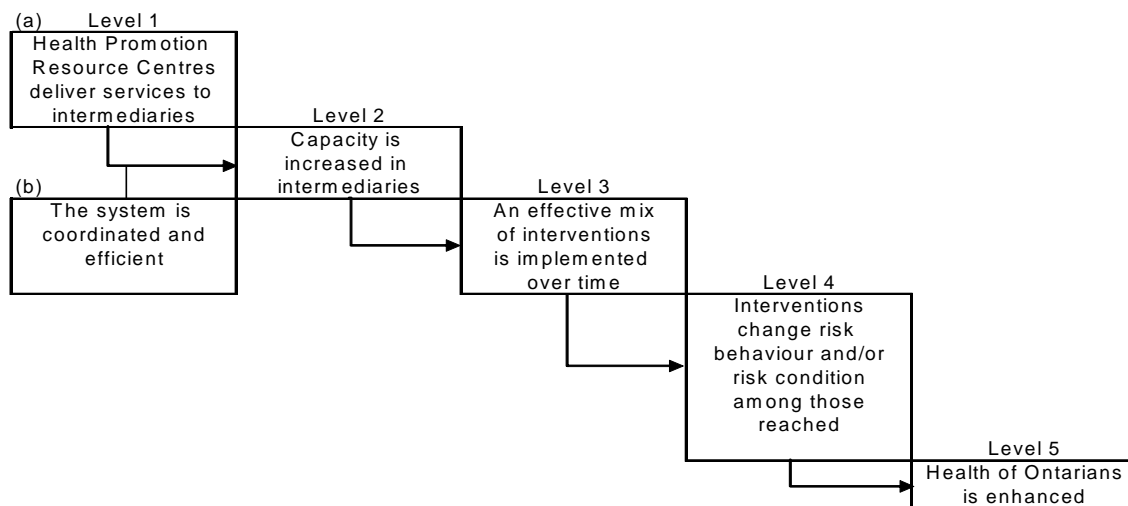 (a) Level 1
Health Promotion
Resource Centres
deliver services to
intermediaries
(b)
The system is
coordinated and
efficient
Level 2
Capacity is
increased in
intermediaries
Level 3
An effective mix
of interventions
is implemented
over time
Level 4
Interventions
change risk
behaviour and/or
risk condition
among those
reached
Level 5
Health of Ontarians
is enhanced